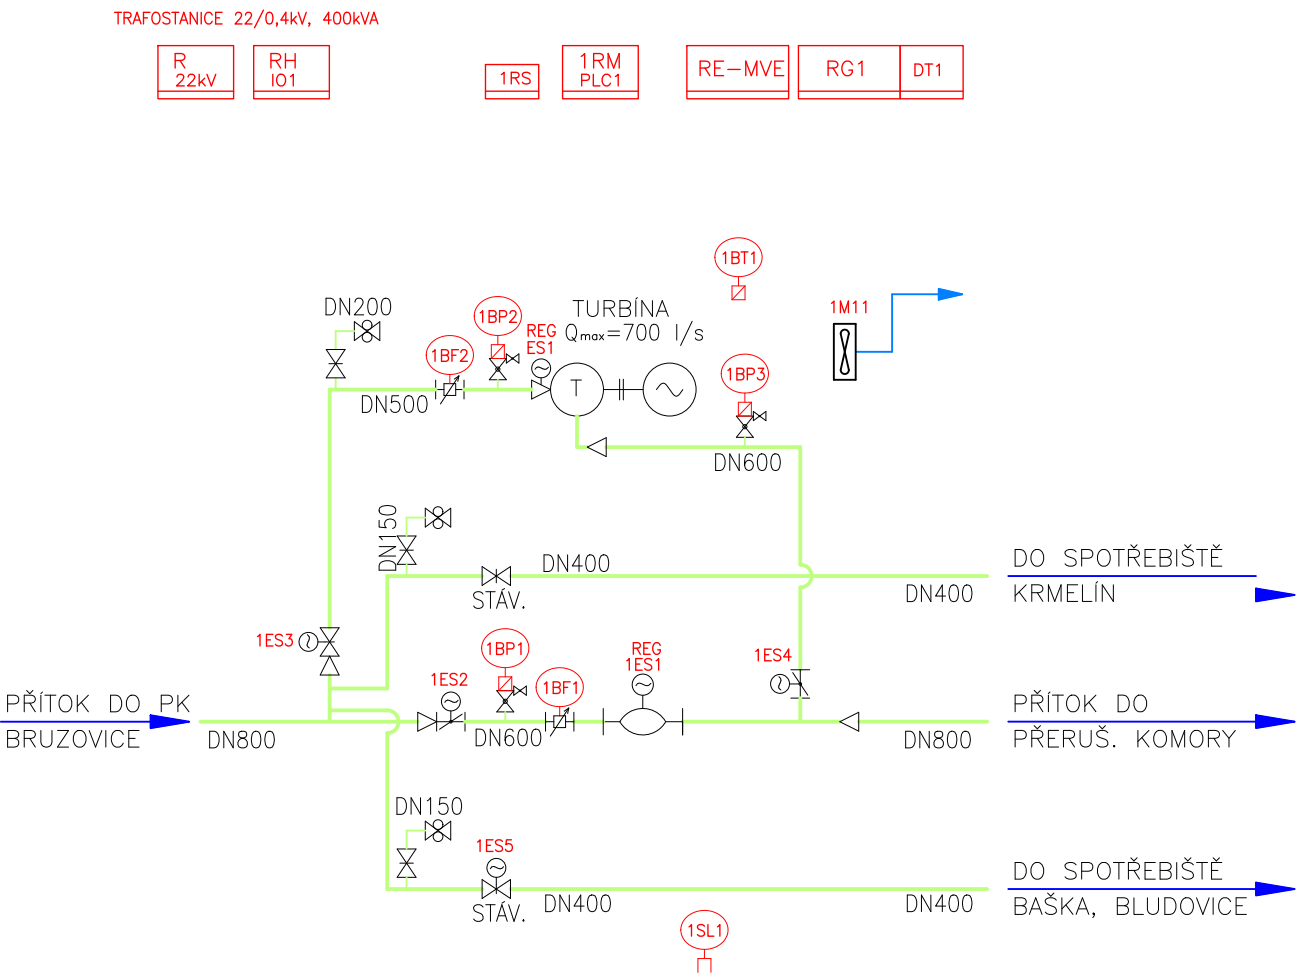 TRAFOSTANICE 22/0,4kV, 400kVA
R
22kV
RH
IO1
1RS
1RM
PLC1
RE-MVE
RG1
DT1
1BT1
DN200
1BP2
TURBÍNA
Qmax=700 l/s
REG
ES1
1M11
1BF2
1BP3
T
DN500
DN600
DN150
DN400
STÁV.
DO SPOTŘEBIŠTĚ
DN400
KRMELÍN
1ES3
1BP1
REG
1ES1
1ES4
1ES2
1BF1
PŘÍTOK DO PK
BRUZOVICE
DN800
DN600
DN800
PŘÍTOK DO
PŘERUŠ. KOMORY
DN150
1ES5
STÁV.
DN400
DN400
DO SPOTŘEBIŠTĚ
BAŠKA, BLUDOVICE
1SL1